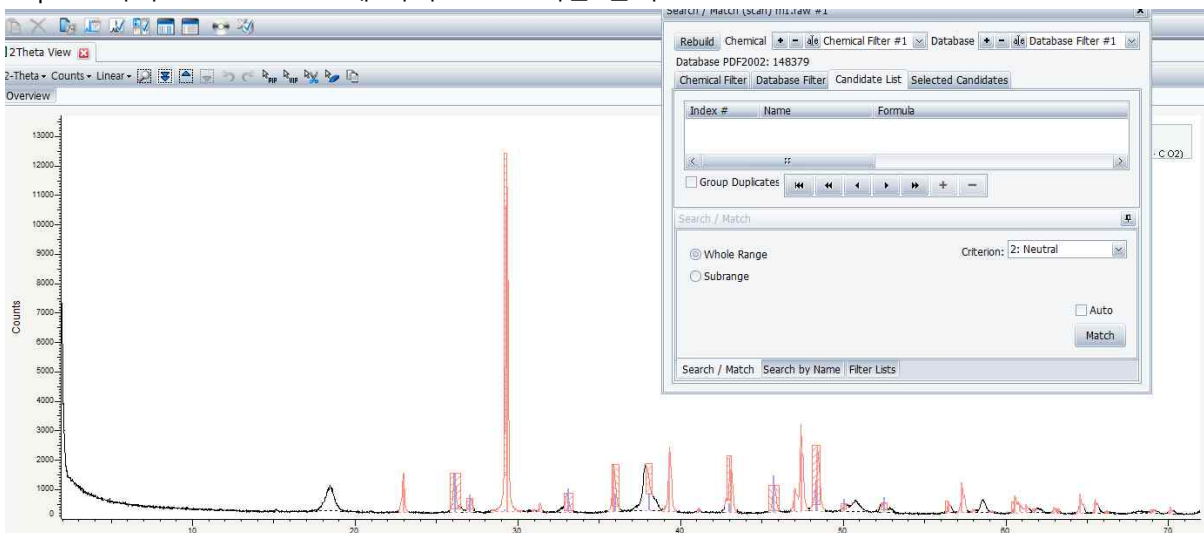 Search / Match (scan) m1.raw #1
Rebuild Chemical + - a|e Chemical Filter #1 Database + - a|e Database Filter #1
Database PDF2002: 148379
Chemical Filter Database Filter Candidate List Selected Candidates
Index # Name Formula
Group Duplicates
Search / Match
Whole Range
Criterion: 2: Neutral
Subrange
Auto
Match
Search / Match Search by Name Filter Lists
2Theta View
2-Theta Counts Linear
Overview
C O2)
Counts
13000
12000
11000
10000
9000
8000
7000
6000
5000
4000
3000
2000
1000
0
10 20 30 40 50 60 70